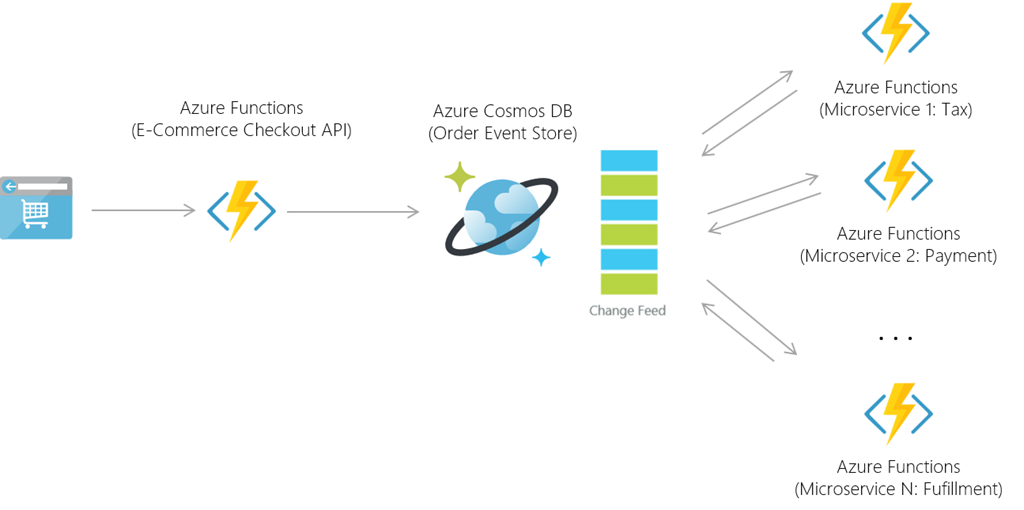 Azure Functions
(E-Commerce Checkout API)
Azure Cosmos DB
(Order Event Store)
Change Feed
Azure Functions
(Microservice 1: Tax)
Azure Functions
(Microservice 2: Payment)
. . .
Azure Functions
(Microservice N: Fufillment)